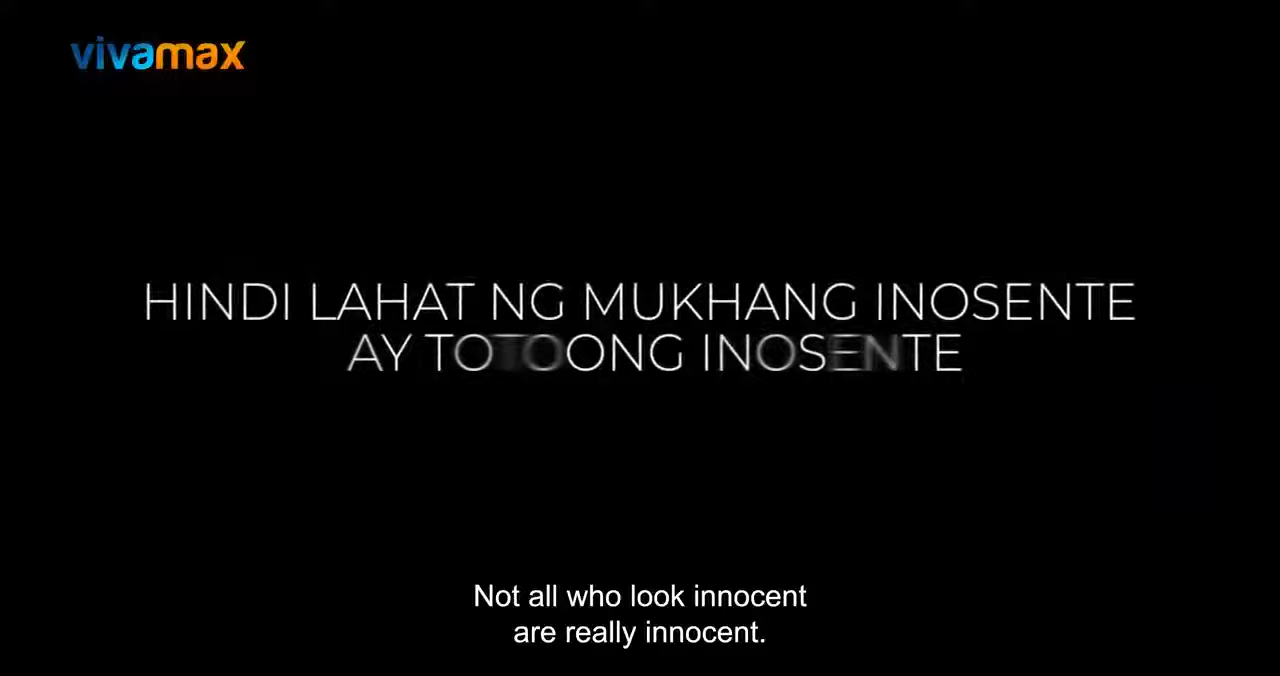 vivamax
HINDI LAHAT NG MUKHANG INOSENTE
AY TOTOONG INOSENTE
Not all who look innocent
are really innocent.